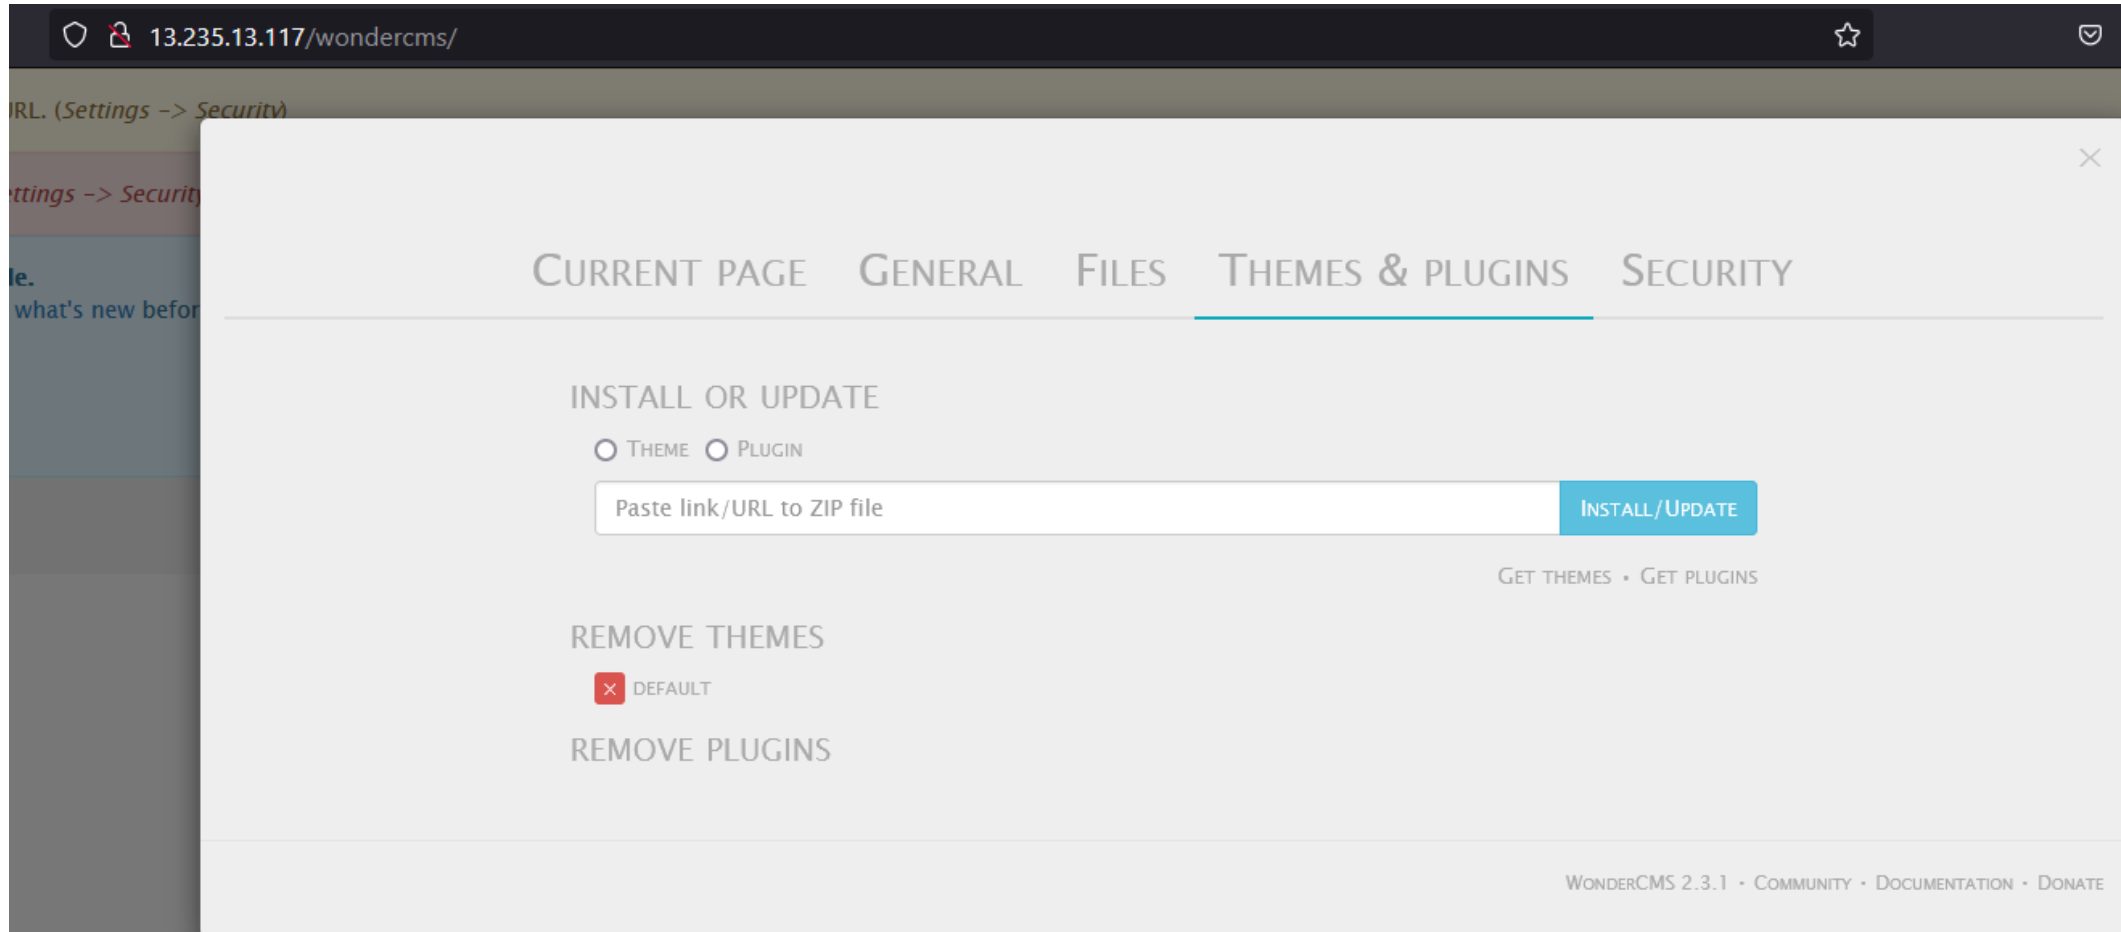 13.235.13.117/wondercms/
URL. (Settings -> Security)
ettings -> Security
le.
what's new befor
CURRENT PAGE GENERAL FILES THEMES & PLUGINS SECURITY
INSTALL OR UPDATE
THEME PLUGIN
Paste link/URL to ZIP file INSTALL/UPDATE
GET THEMES • GET PLUGINS
REMOVE THEMES
× DEFAULT
REMOVE PLUGINS
WONDERCMS 2.3.1 • COMMUNITY • DOCUMENTATION • DONATE